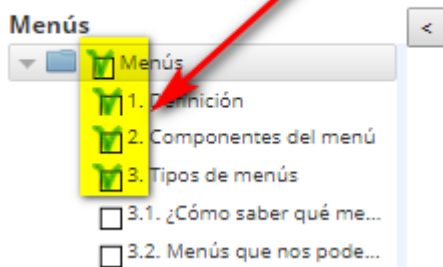 Menús
<
Menús
1. Definición
2. Componentes del menú
3. Tipos de menús
3.1. ¿Cómo saber qué me...
3.2. Menús que nos pode...